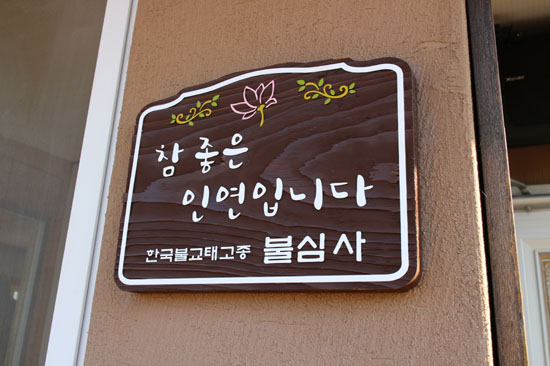 참 좋은
인연입니다
한국불교태고종 불심사